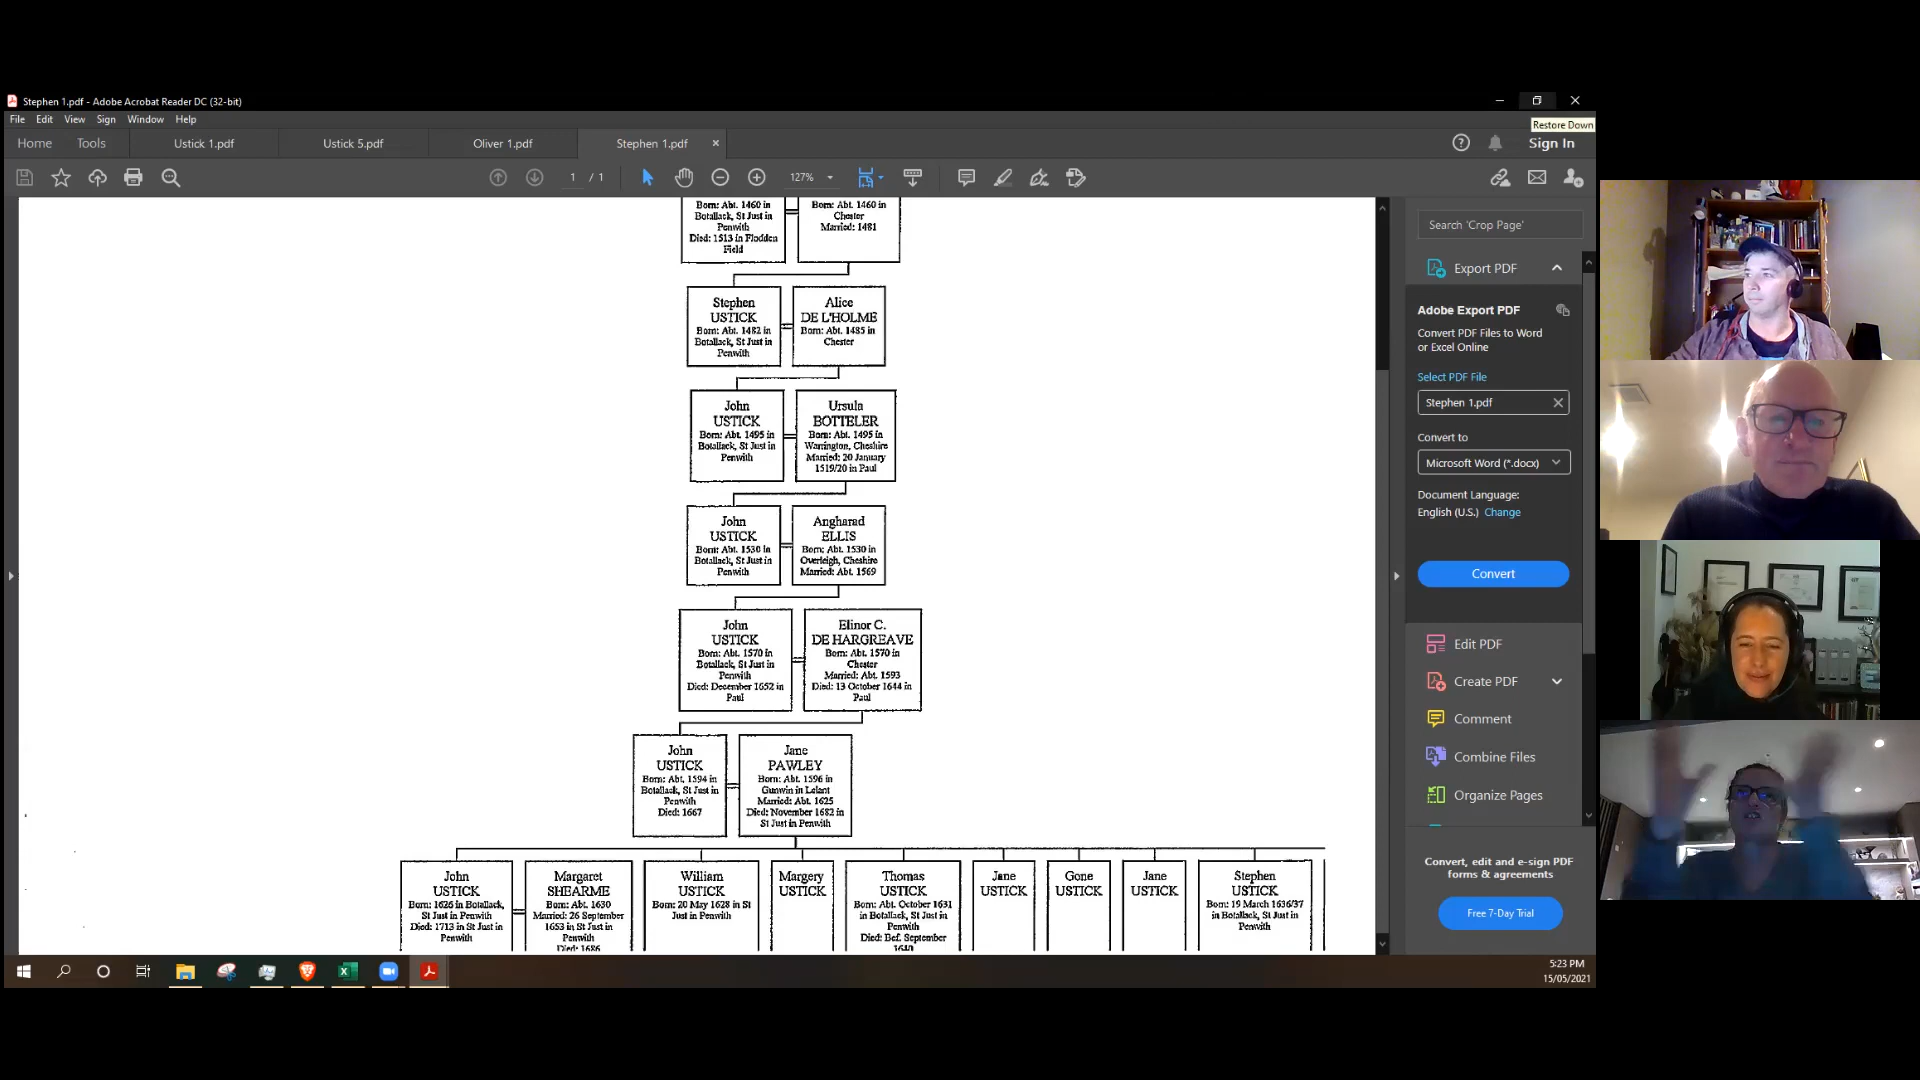 Stephen 1.pdf - Adobe Acrobat Reader DC (32-bit)
File Edit View Sign Window Help
Restore Down
Home Tools Ustick 1.pdf Ustick 5.pdf Oliver 1.pdf Stephen 1.pdf × Sign In
1 / 1 127%
Born: Abt. 1460 in
Botallack, St Just in
Penwith
Died: 1513 in Flodden
Field
Born: Abt. 1460 in
Chester
Married: 1481
Stephen
USTICK
Born: Abt. 1482 in
Botallack, St Just in
Penwith
Alice
DE L'HOLME
Born: Abt. 1485 in
Chester
John
USTICK
Born: Abt. 1495 in
Botallack, St Just in
Penwith
Ursula
BOTTELER
Born: Abt. 1495 in
Warrington, Cheshire
Married: 20 January
1519/20 in Paul
John
USTICK
Born: Abt. 1530 in
Botallack, St Just in
Penwith
Angharad
ELLIS
Born: Abt. 1530 in
Overleigh, Cheshire
Married: Abt. 1569
John
USTICK
Born: Abt. 1570 in
Botallack, St Just in
Penwith
Died: December 1652 in
Paul
Elinor C.
DE HARGREAVE
Born: Abt. 1570 in
Chester
Married: Abt. 1593
Died: 13 October 1644 in
Paul
John
USTICK
Born: Abt. 1594 in
Botallack, St Just in
Penwith
Died: 1667
Jane
PAWLEY
Born: Abt. 1596 in
Gunwin in Lelant
Married: Abt. 1625
Died: November 1682 in
St Just in Penwith
John
USTICK
Born: 1626 in Botallack,
St Just in Penwith
Died: 1713 in St Just in
Penwith
Margaret
SHEARME
Born: Abt. 1630
Married: 26 September
1653 in St Just in
Penwith
Died: 1686
William
USTICK
Born: 20 May 1628 in St
Just in Penwith
Margery
USTICK
Thomas
USTICK
Born: Abt. October 1631
in Botallack, St Just in
Penwith
Died: Bef. September
1640
Jane
USTICK
Gone
USTICK
Jane
USTICK
Stephen
USTICK
Born: 19 March 1636/37
in Botallack, St Just in
Penwith
Search 'Crop Page'
Export PDF
Adobe Export PDF
Convert PDF Files to Word
or Excel Online
Select PDF File
Stephen 1.pdf
Convert to
Microsoft Word (*.docx)
Document Language:
English (U.S.) Change
Convert
Edit PDF
Create PDF
Comment
Combine Files
Organize Pages
Convert, edit and e-sign PDF
forms & agreements
Free 7-Day Trial
5:23 PM
15/05/2021